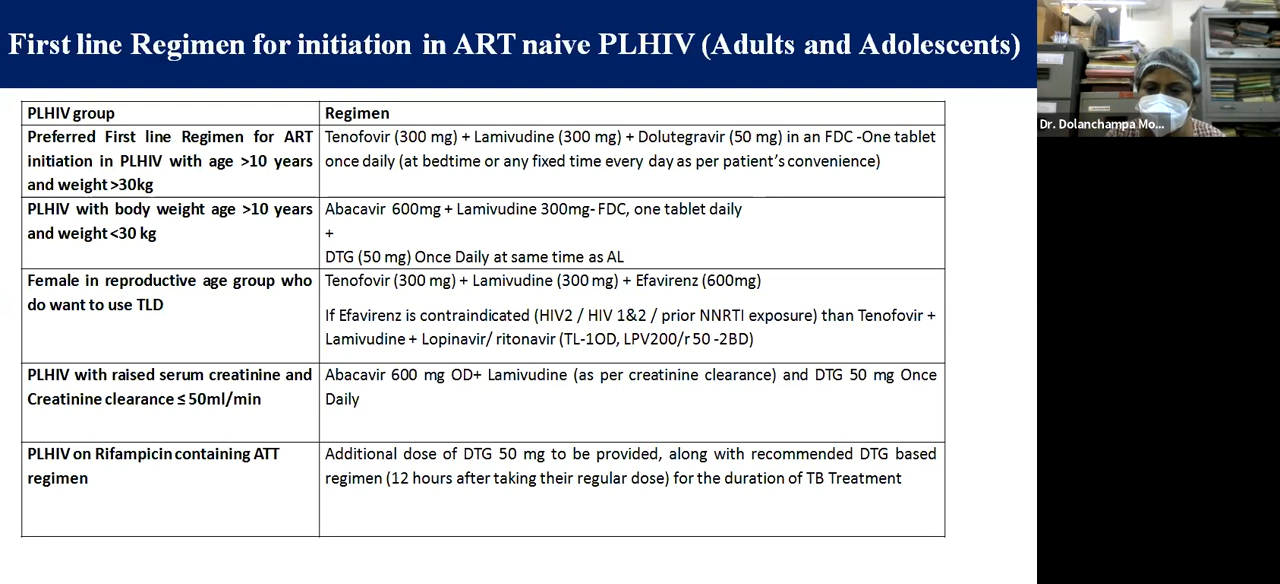 First line Regimen for initiation in ART naive PLHIV (Adults and Adolescents)
PLHIV group
Regimen
Preferred First line Regimen for ART
initiation in PLHIV with age >10 years
and weight >30kg
Tenofovir (300 mg) + Lamivudine (300 mg) + Dolutegravir (50 mg) in an FDC -One tablet
once daily (at bedtime or any fixed time every day as per patient's convenience)
PLHIV with body weight age >10 years
and weight <30 kg
Abacavir 600mg + Lamivudine 300mg- FDC, one tablet daily
+
DTG (50 mg) Once Daily at same time as AL
Female in reproductive age group who
do want to use TLD
Tenofovir (300 mg) + Lamivudine (300 mg) + Efavirenz (600mg)
If Efavirenz is contraindicated (HIV2 / HIV 1&2 / prior NNRTI exposure) than Tenofovir +
Lamivudine + Lopinavir/ ritonavir (TL-1OD, LPV200/r 50 -2BD)
PLHIV with raised serum creatinine and
Creatinine clearance ≤ 50ml/min
Abacavir 600 mg OD+ Lamivudine (as per creatinine clearance) and DTG 50 mg Once
Daily
PLHIV on Rifampicin containing ATT
regimen
Additional dose of DTG 50 mg to be provided, along with recommended DTG based
regimen (12 hours after taking their regular dose) for the duration of TB Treatment
Dr. Dolanchampa Mo...